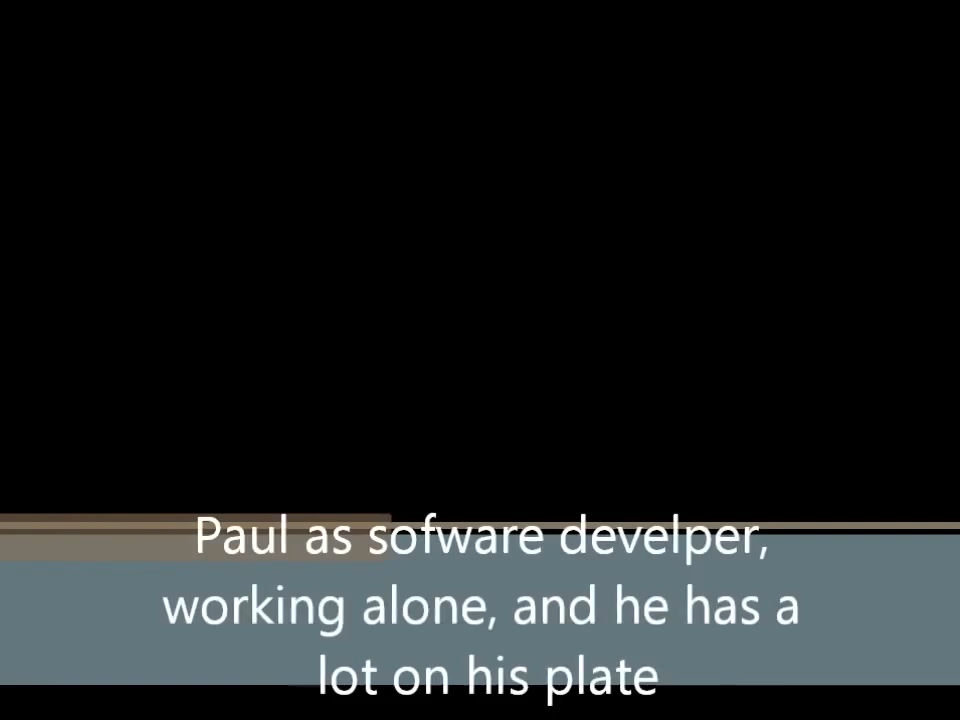 Paul as sofware develper,
working alone, and he has a
lot on his plate